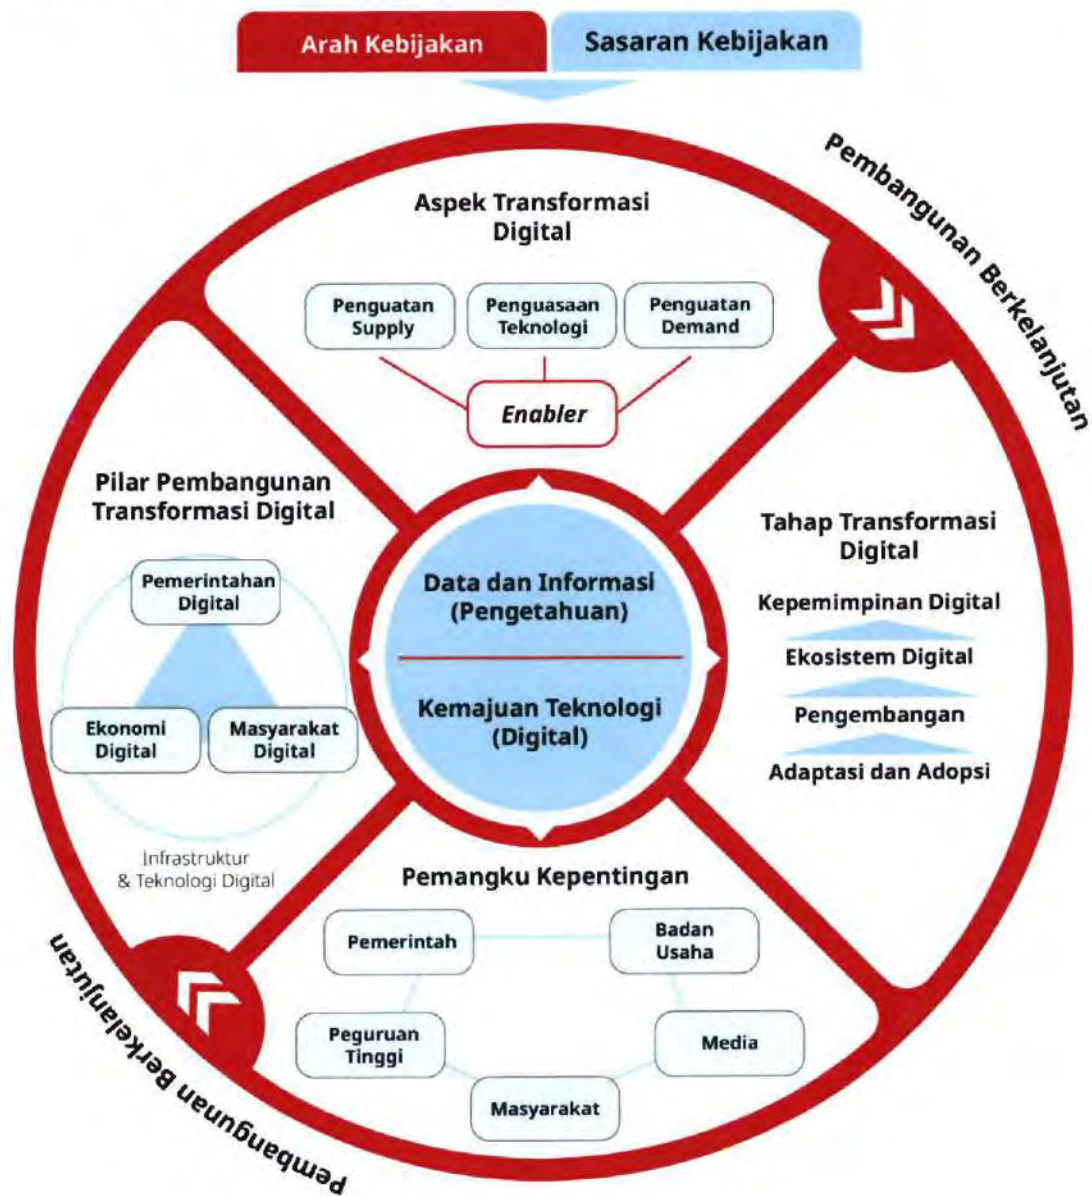 Arah Kebijakan
Sasaran Kebijakan
Pembangunan Berkelanjutan
Aspek Transformasi
Digital
Penguatan
Supply
Penguasaan
Teknologi
Penguatan
Demand
Enabler
Pilar Pembangunan
Transformasi Digital
Pemerintahan
Digital
Ekonomi
Digital
Masyarakat
Digital
Infrastruktur
& Teknologi Digital
Data dan Informasi
(Pengetahuan)
Kemajuan Teknologi
(Digital)
Tahap Transformasi
Digital
Kepemimpinan Digital
Ekosistem Digital
Pengembangan
Adaptasi dan Adopsi
Pemangku Kepentingan
Pemerintah
Badan
Usaha
Peguruan
Tinggi
Media
Masyarakat
Pembangunan Berkelanjutan